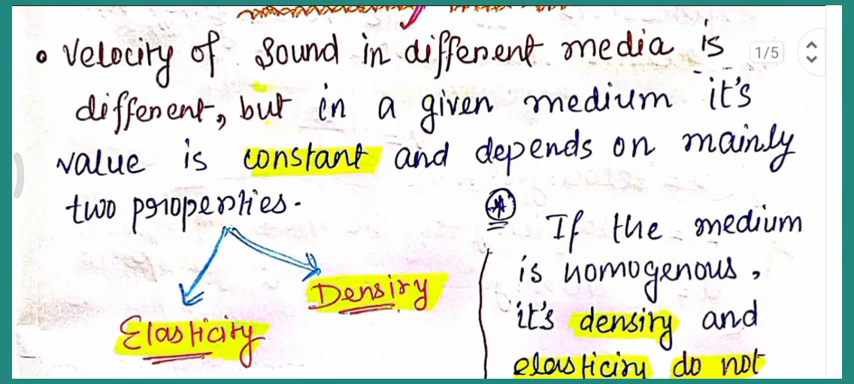 • Velocity of Sound in different media is
1/5
different, but in a given medium it's
value is constant and depends on mainly
two properties.
Elasticity
Density
If the medium
is homogenous,
it's density and
elasticity do not